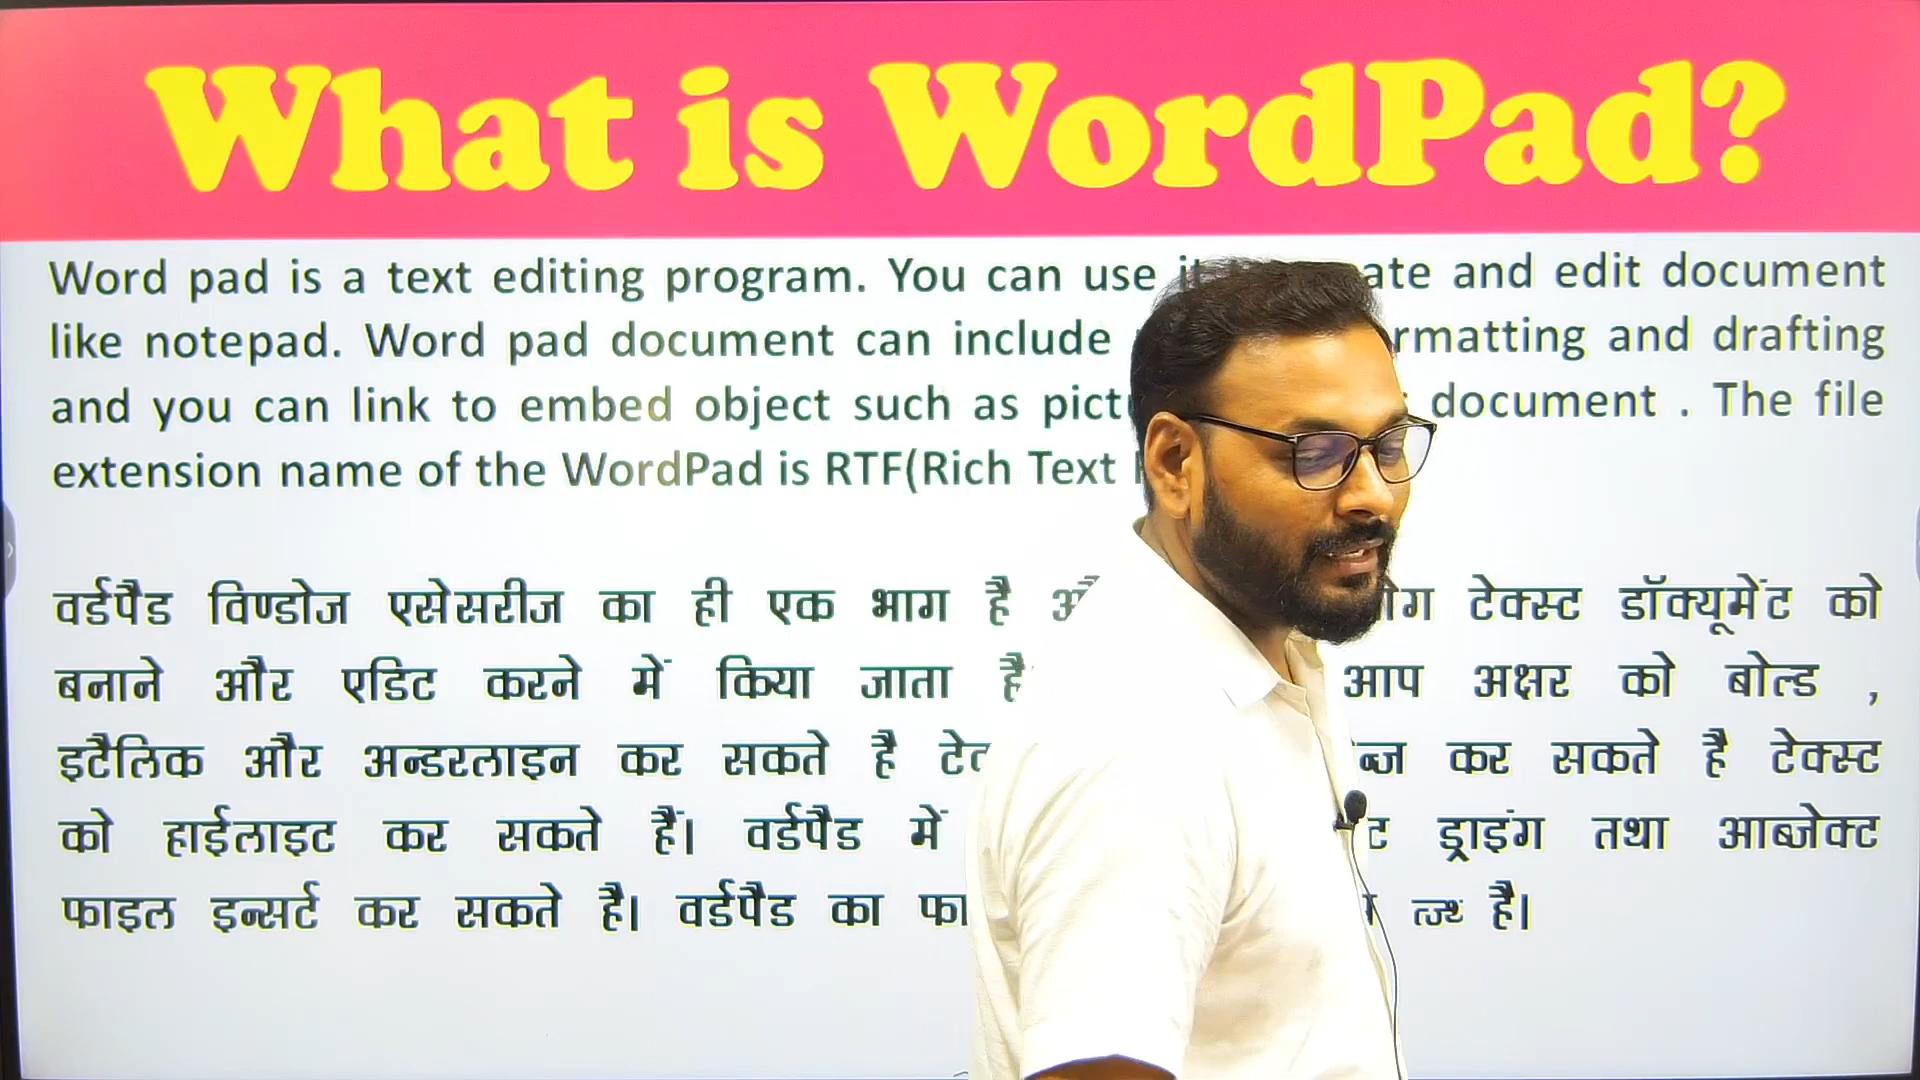 What is WordPad?
Word pad is a text editing program. You can use and edit document
like notepad. Word pad document can include and drafting
and you can link to embed object such as document . The file
extension name of the WordPad is RTF(Rich Text
वर्डपैड विण्डोज एसेसरीज का ही एक भाग है टेक्स्ट डॉक्यूमेंट को
बनाने और एडिट करने में किया जाता है आप अक्षर को बोल्ड ,
इटैलिक और अन्डरलाइन कर सकते है कर सकते है टेक्स्ट
को हाईलाइट कर सकते हैं। वर्डपैड में ड्राइंग तथा आब्जेक्ट
फाइल इन्सर्ट कर सकते है। वर्डपैड का है।